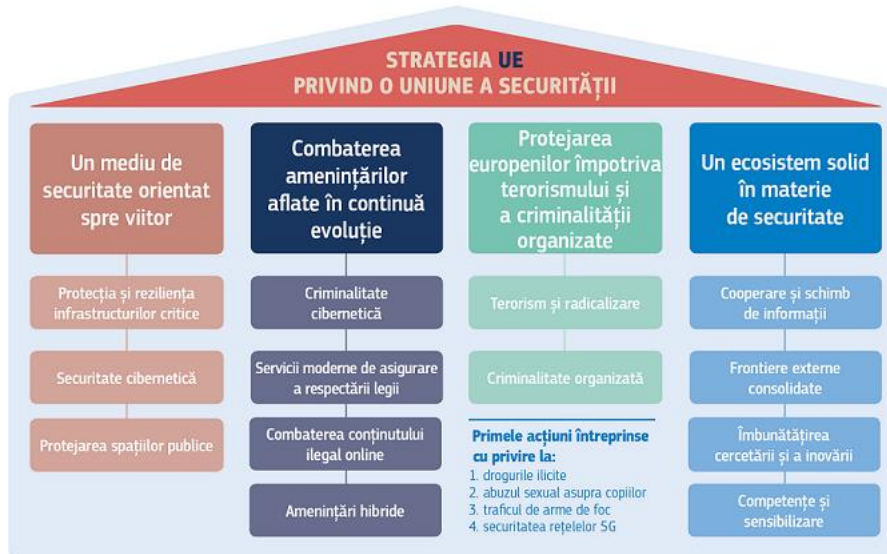 STRATEGIA UE
PRIVIND O UNIUNE A SECURITĂȚII
Un mediu de
securitate orientat
spre viitor
Protecția și reziliența
infrastructurilor critice
Securitate cibernetică
Protejarea spațiilor publice
Combaterea
amenințărilor
aflate în continuă
evoluție
Criminalitate
cibernetică
Servicii moderne de asigurare
a respectării legii
Combaterea conținutului
ilegal online
Amenințări hibride
Protejarea
europenilor împotriva
terorismului și
a criminalității
organizate
Terorism și radicalizare
Criminalitate organizată
Primele acțiuni întreprinse
cu privire la:
1. drogurile ilicite
2. abuzul sexual asupra copiilor
3. traficul de arme de foc
4. securitatea rețelelor 5G
Un ecosistem solid
în materie
de securitate
Cooperare și schimb
de informații
Frontiere externe
consolidate
Îmbunătățirea
cercetării și a inovării
Competențe și
sensibilizare